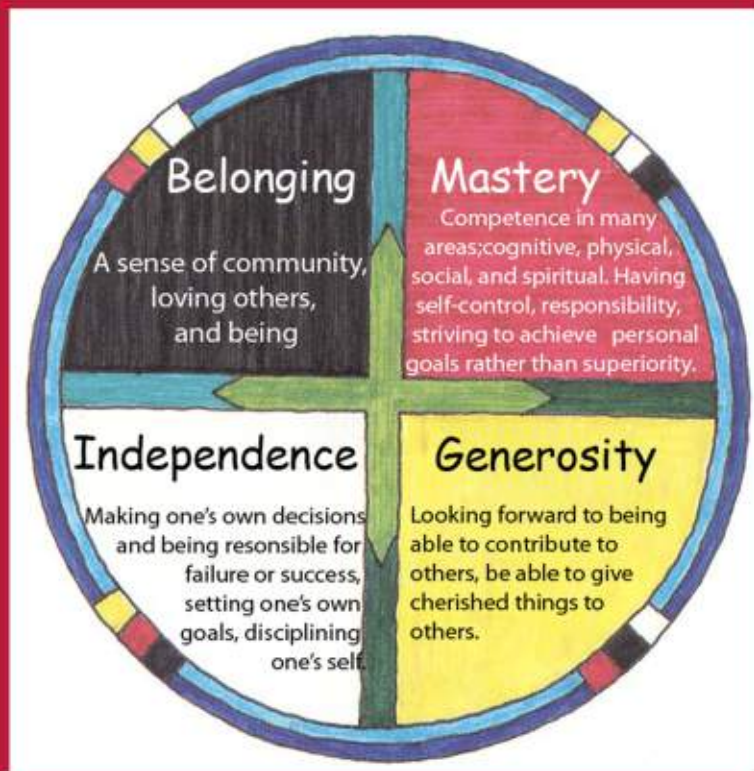 Belonging
A sense of community,
loving others,
and being
Mastery
Competence in many
areas;cognitive, physical,
social, and spiritual. Having
self-control, responsibility,
striving to achieve personal
goals rather than superiority.
Independence
Making one's own decisions
and being resonsible for
failure or success,
setting one's own
goals, disciplining
one's self.
Generosity
Looking forward to being
able to contribute to
others, be able to give
cherished things to
others.